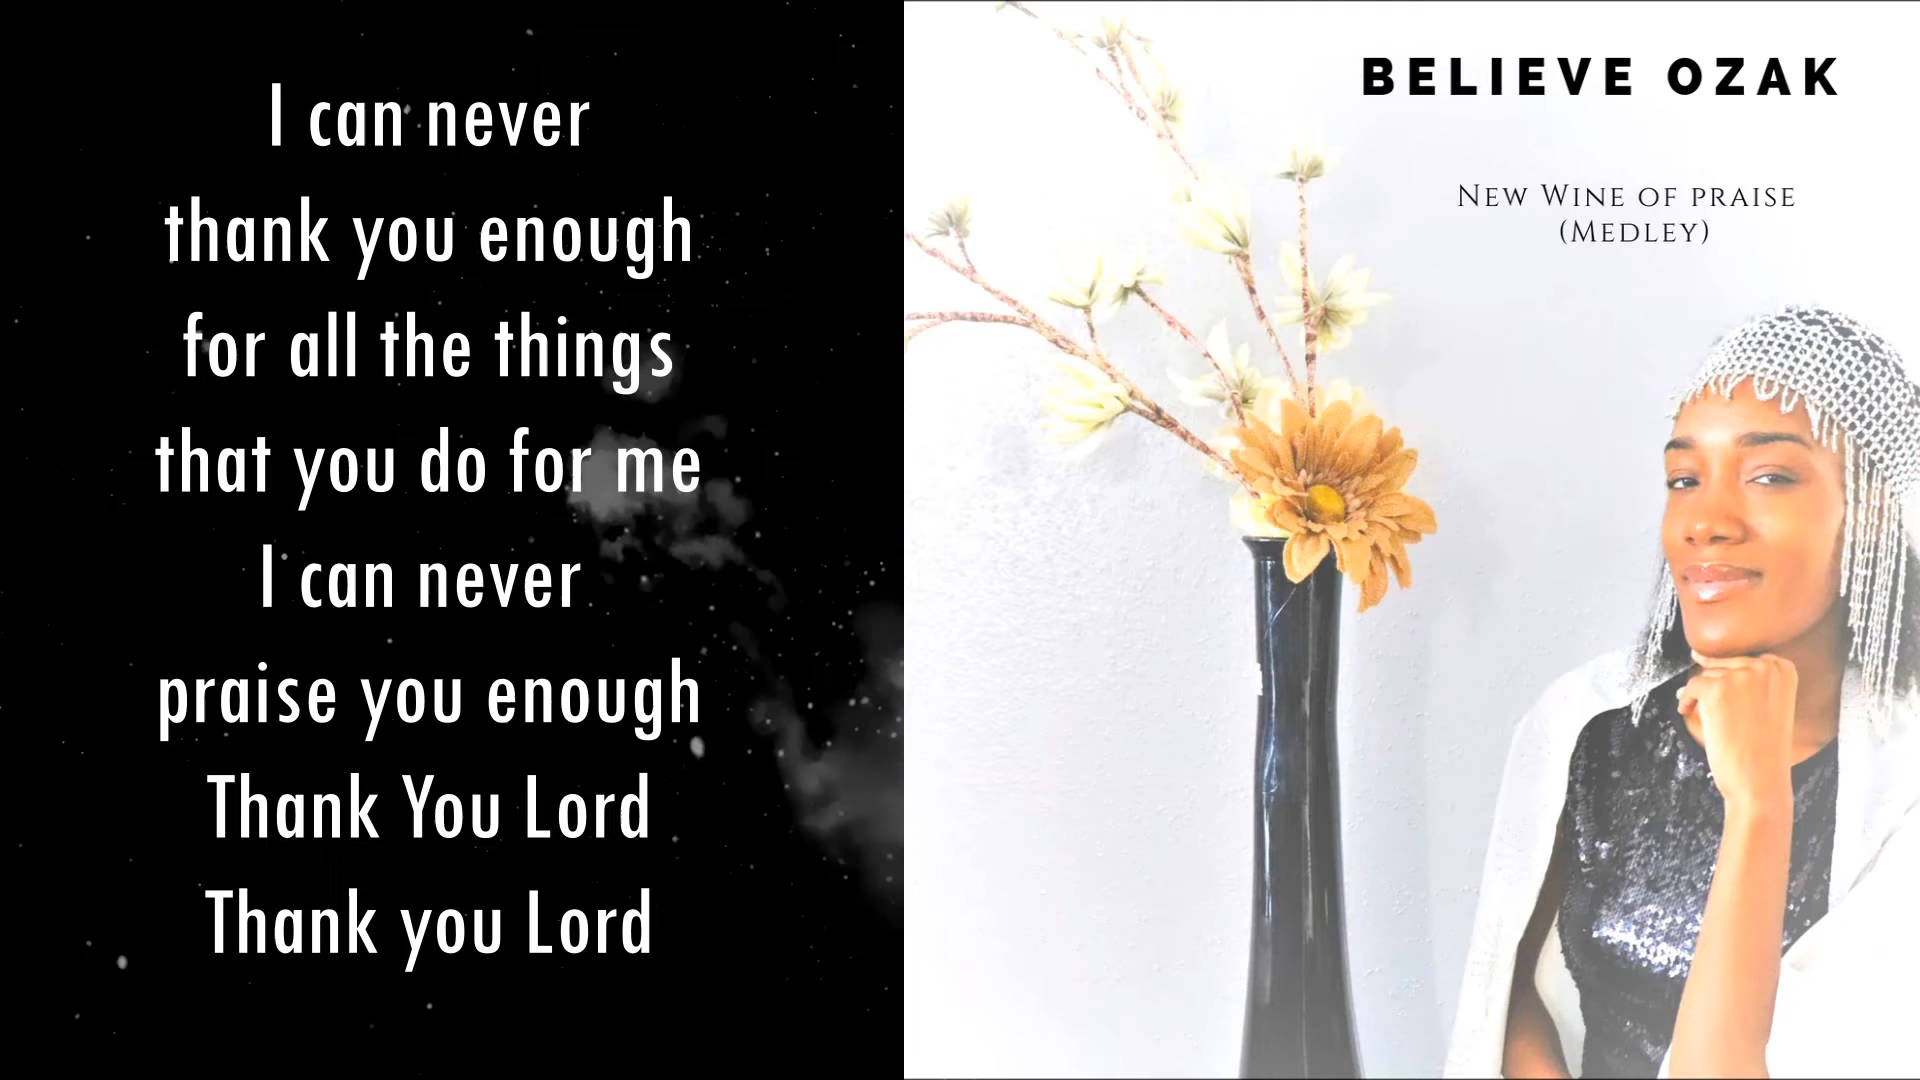 I can never
thank you enough
for all the things
that you do for me
I can never
praise you enough
Thank You Lord
Thank you Lord
BELIEVE OZAK
NEW WINE OF PRAISE
(MEDLEY)